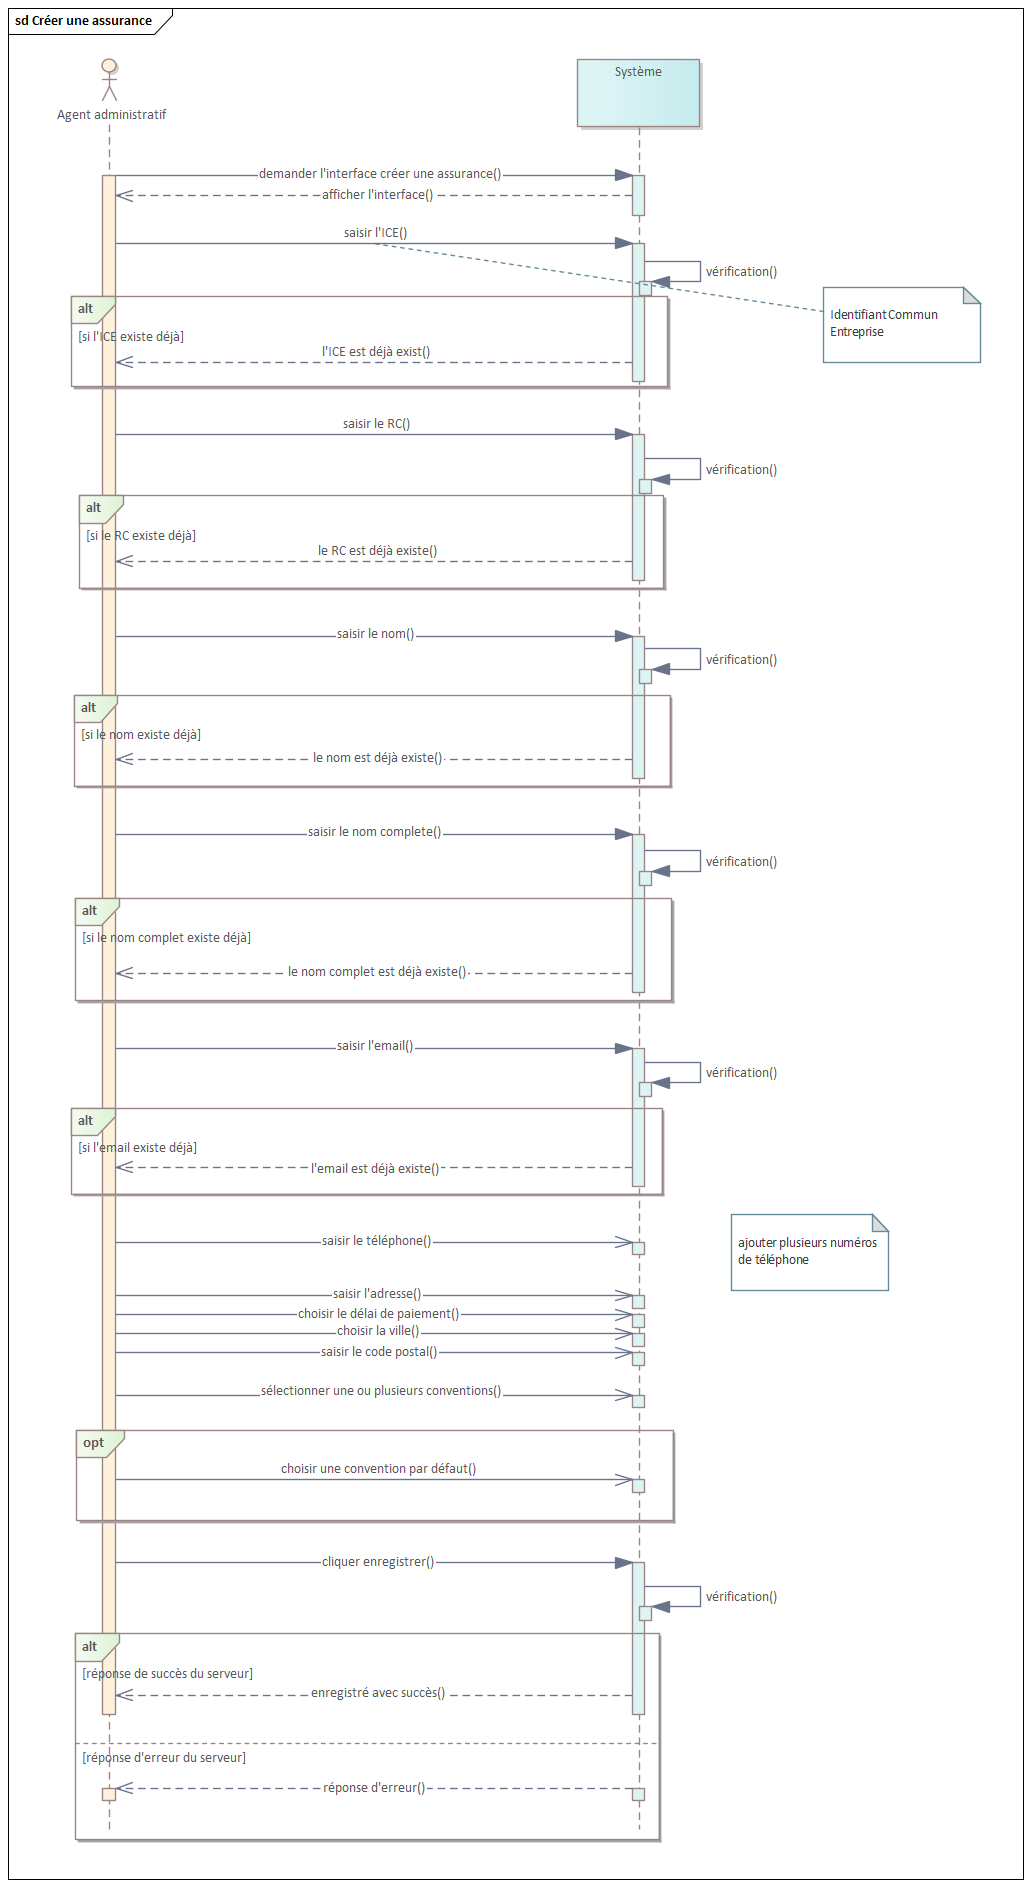 sd Créer une assurance
Agent administratif
Système
demander l'interface créer une assurance()
afficher l'interface()
saisir l'ICE()
vérification()
Identifiant Commun
Entreprise
alt
[si l'ICE existe déjà]
l'ICE est déjà exist()
saisir le RC()
vérification()
alt
[si le RC existe déjà]
le RC est déjà existe()
saisir le nom()
vérification()
alt
[si le nom existe déjà]
le nom est déjà existe()
saisir le nom complete()
vérification()
alt
[si le nom complet existe déjà]
le nom complet est déjà existe()
saisir l'email()
vérification()
alt
[si l'email existe déjà]
l'email est déjà existe()
saisir le téléphone()
ajouter plusieurs numéros
de téléphone
saisir l'adresse()
choisir le délai de paiement()
choisir la ville()
saisir le code postal()
sélectionner une ou plusieurs conventions()
opt
choisir une convention par défaut()
cliquer enregistrer()
vérification()
alt
[réponse de succès du serveur]
enregistré avec succès()
[réponse d'erreur du serveur]
réponse d'erreur()